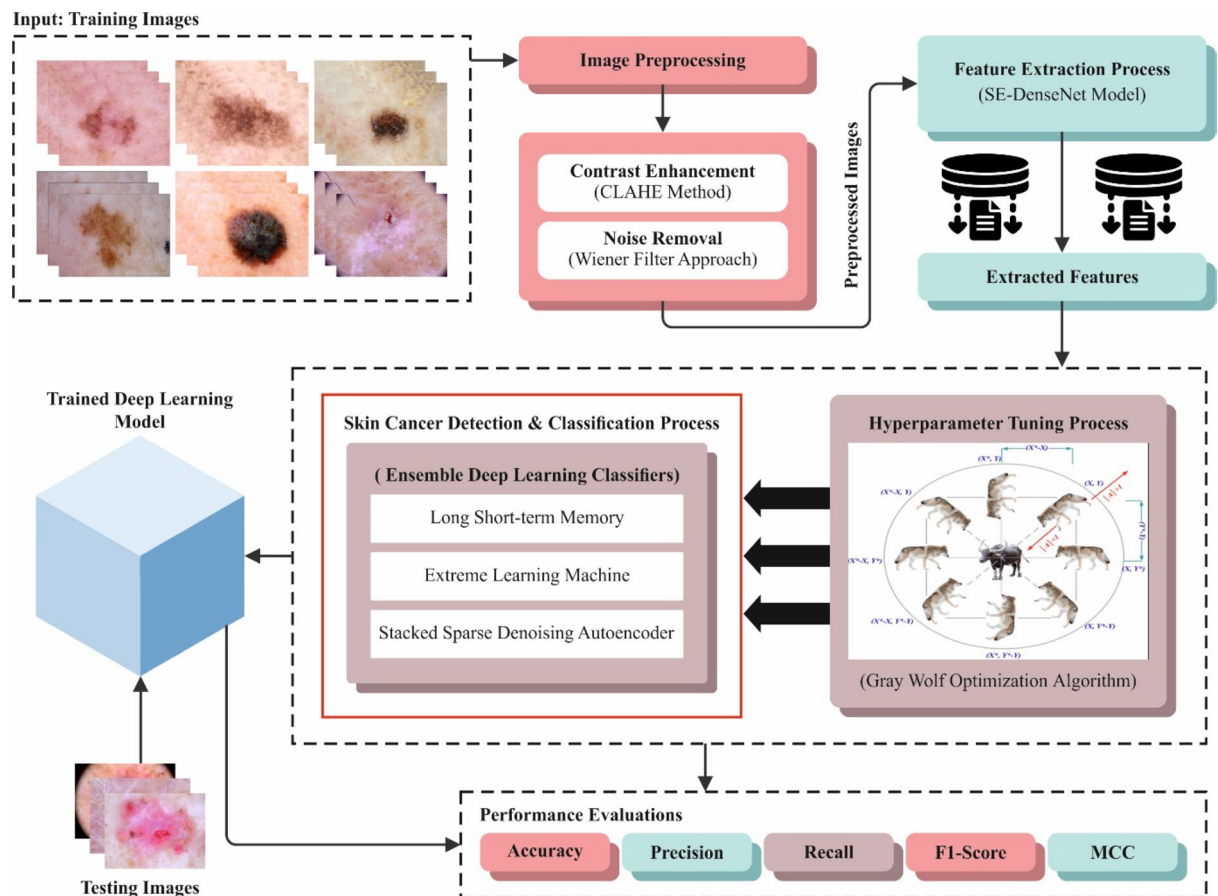 Input: Training Images
Image Preprocessing
Contrast Enhancement
(CLAHE Method)
Noise Removal
(Wiener Filter Approach)
Preprocessed Images
Feature Extraction Process
(SE-DenseNet Model)
Extracted Features
Trained Deep Learning
Model
Skin Cancer Detection & Classification Process
( Ensemble Deep Learning Classifiers)
Long Short-term Memory
Extreme Learning Machine
Stacked Sparse Denoising Autoencoder
Hyperparameter Tuning Process
(X*-X)
(X*, Y)
(X*-X, Y)
(X, Y)
(X*-X, Y*)
(X, Y*)
(X*-X, Y*-Y)
(X, Y*-Y)
(X*, Y*-Y)
(Gray Wolf Optimization Algorithm)
Testing Images
Performance Evaluations
Accuracy
Precision
Recall
F1-Score
MCC